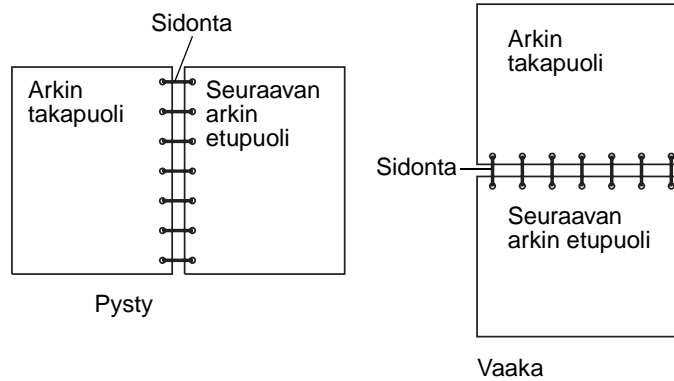 Sidonta
Arkin
takapuoli
Seuraavan
arkin
etupuoli
Pysty
Arkin
takapuoli
Sidonta
Seuraavan
arkin etupuoli
Vaaka